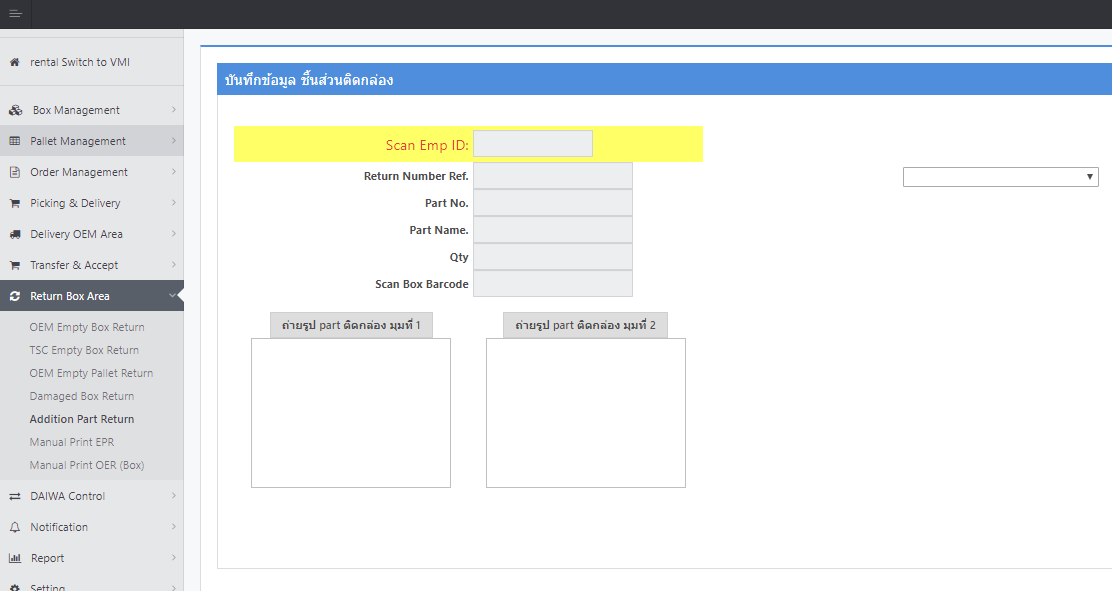 rental Switch to VMI
Box Management
Pallet Management
Order Management
Picking & Delivery
Delivery OEM Area
Transfer & Accept
Return Box Area
OEM Empty Box Return
TSC Empty Box Return
OEM Empty Pallet Return
Damaged Box Return
Addition Part Return
Manual Print EPR
Manual Print OER (Box)
DAIWA Control
Notification
Report
Setting
บันทึกข้อมูล ชิ้นส่วนติดกล่อง
Scan Emp ID:
Return Number Ref.
Part No.
Part Name.
Qty
Scan Box Barcode
ถ่ายรูป part ติดกล่อง มุมที่ 1
ถ่ายรูป part ติดกล่อง มุมที่ 2